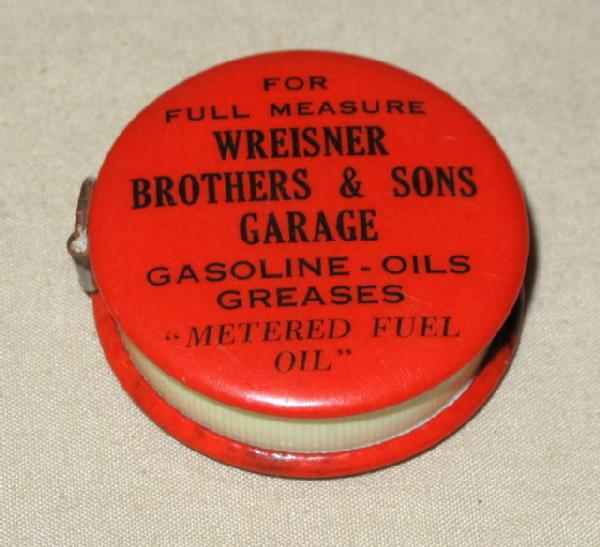 FOR
FULL MEASURE
WREISNER
BROTHERS & SONS
GARAGE
GASOLINE - OILS
GREASES
"METERED FUEL
OIL"